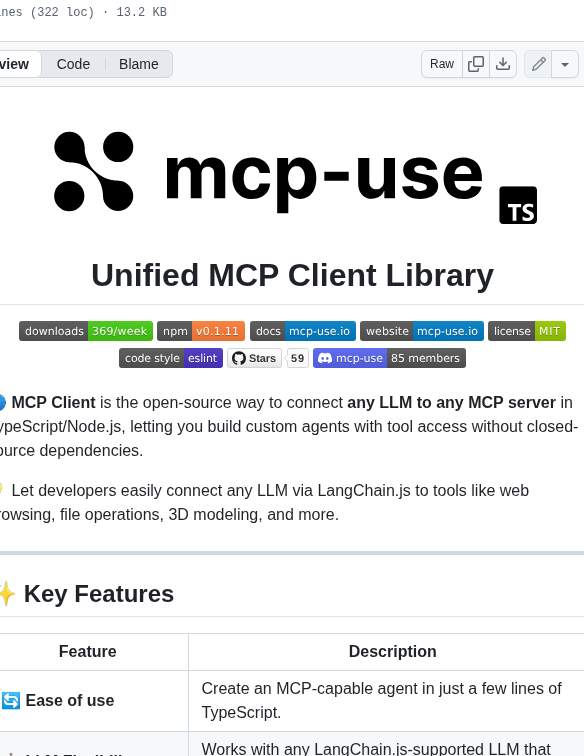 (322 loc) · 13.2 KB
Code Blame Raw
mcp-use
TS
Unified MCP Client Library
downloads 369/week npm v0.1.11 docs mcp-use.io website mcp-use.io license MIT
code style eslint Stars 59 mcp-use 85 members
MCP Client is the open-source way to connect any LLM to any MCP server in
ypeScript/Node.js, letting you build custom agents with tool access without closed-
ource dependencies.
Let developers easily connect any LLM via LangChain.js to tools like web
rowsing, file operations, 3D modeling, and more.
✨ Key Features
Feature Description
🔄 Ease of use
Create an MCP-capable agent in just a few lines of
TypeScript.
Works with any LangChain.js-supported LLM that